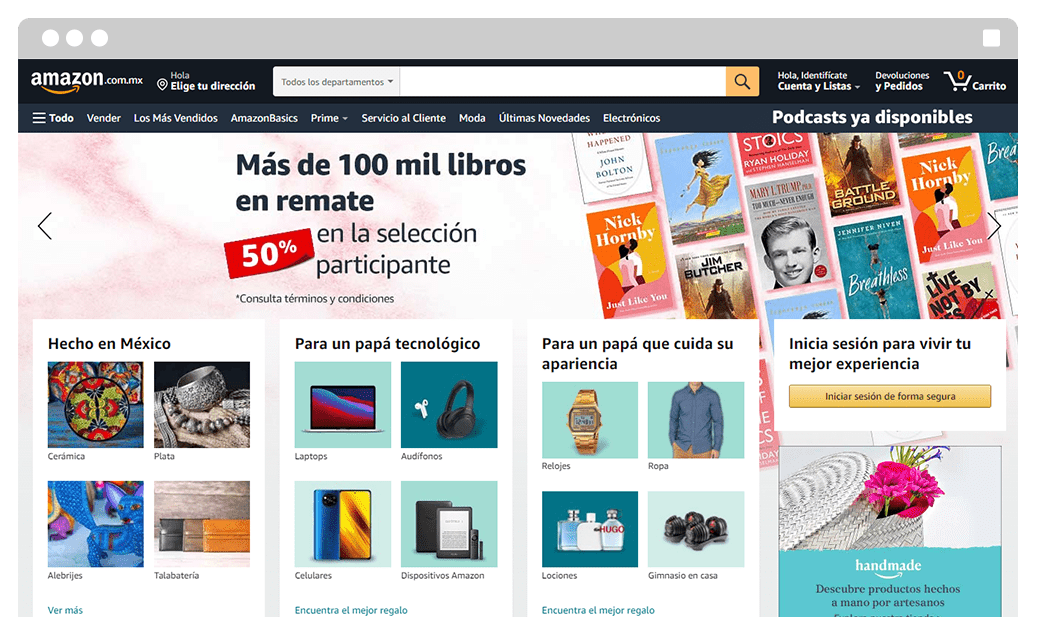 amazon.com.mx
Hola
Elige tu dirección
Todos los departamentos
Hola, Identifícate
Cuenta y Listas
Devoluciones
y Pedidos
0
Carrito
Todo
Vender
Los Más Vendidos
AmazonBasics
Prime
Servicio al Cliente
Moda
Últimas Novedades
Electrónicos
Podcasts ya disponibles
Más de 100 mil libros
en remate
50%
en la selección
participante
*Consulta términos y condiciones
HAPPENED
JOHN
BOLTON
STOICS
RYAN HOLIDAY
AND STEPHEN HANSELMAN
MARY L. TRUMP, PH.D.
TOO MUCH AND NEVER ENOUGH
BATTLE
GROUND
Nick
Hornby
Just Like You
Nick
Hornby
Just Like You
JIM
BUTCHER
JENNIFER NIVEN
Breathless
LIVE
NOT BY
Hecho en México
Cerámica
Plata
Alebrijes
Talabartería
Ver más
Para un papá tecnológico
Laptops
Audífonos
Celulares
Dispositivos Amazon
Encuentra el mejor regalo
Para un papá que cuida su
apariencia
Relojes
Ropa
HUGO
Lociones
Gimnasio en casa
Encuentra el mejor regalo
Inicia sesión para vivir tu
mejor experiencia
Iniciar sesión de forma segura
handmade
Descubre productos hechos
a mano por artesanos